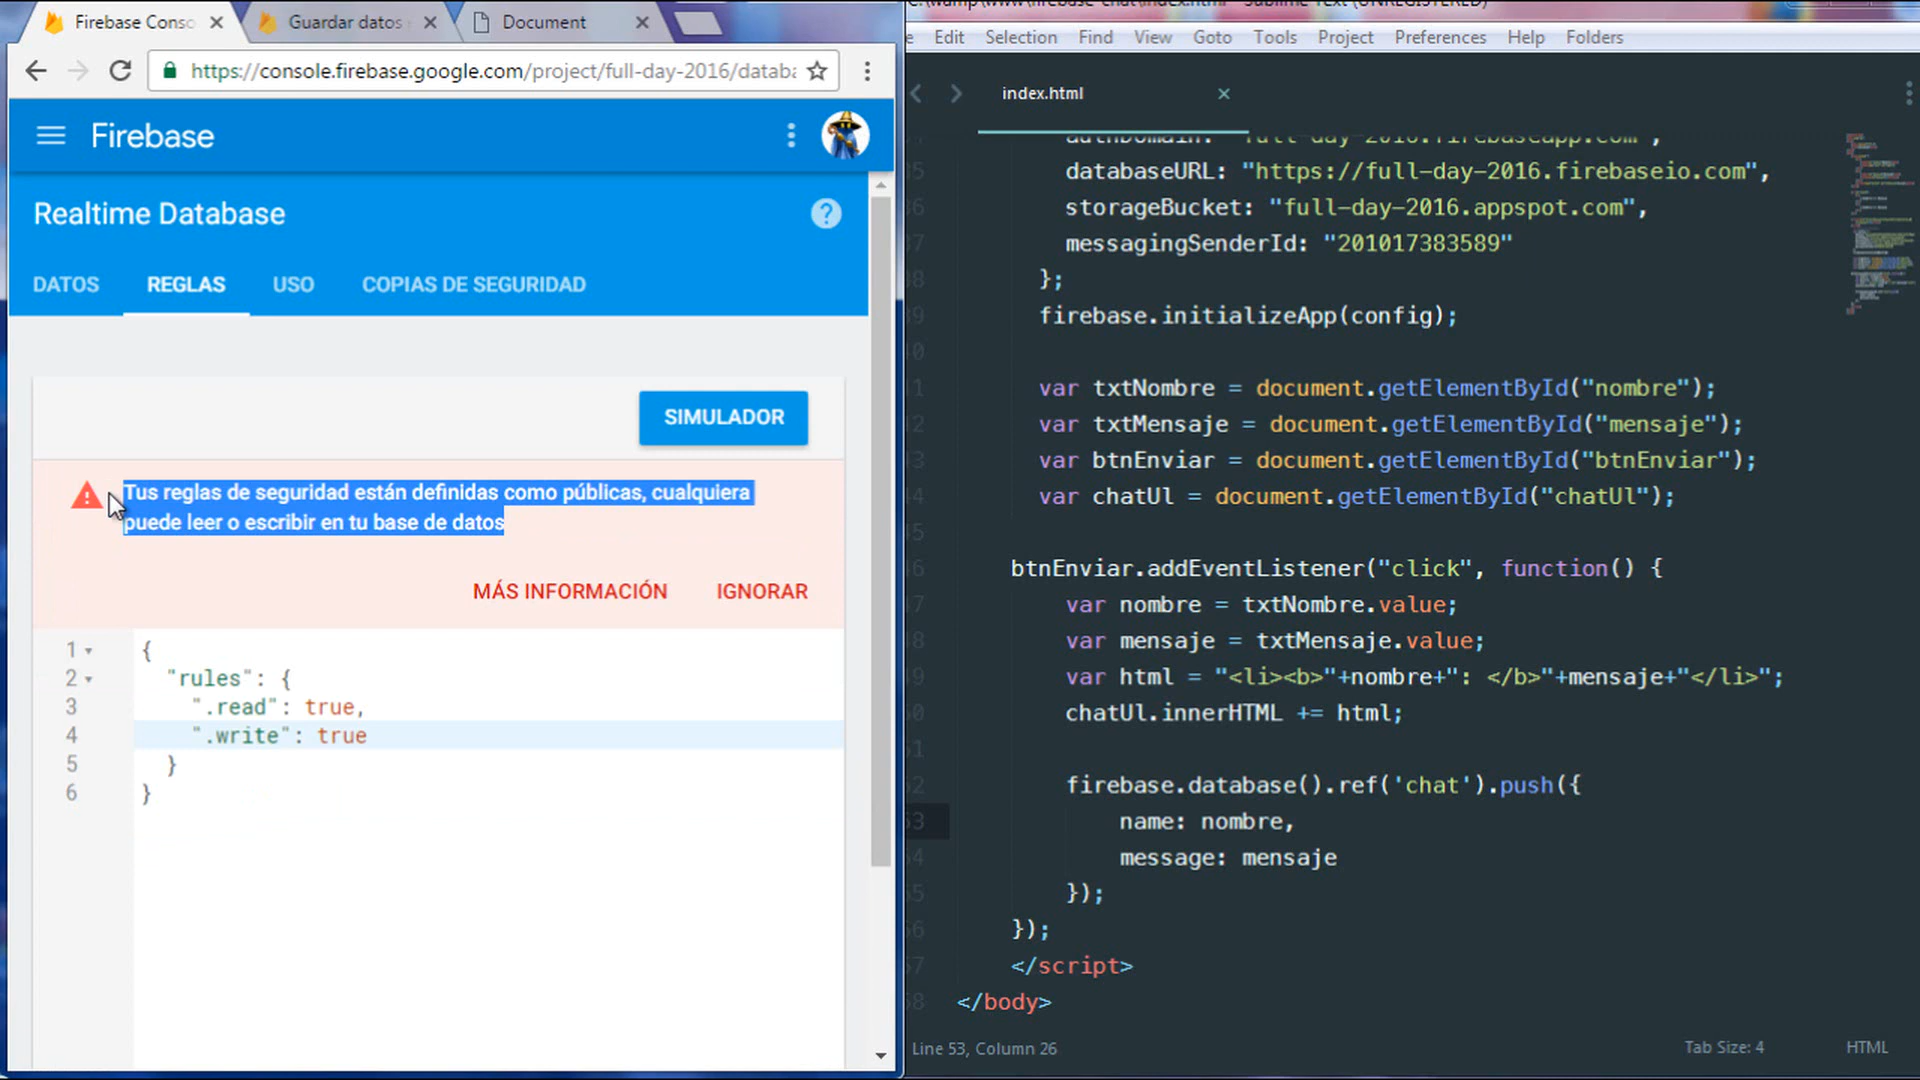 Firebase Conso
Guardar datos
Document
https://console.firebase.google.com/project/full-day-2016/databa
Firebase
Realtime Database
DATOS
REGLAS
USO
COPIAS DE SEGURIDAD
SIMULADOR
Tus reglas de seguridad están definidas como públicas, cualquiera
puede leer o escribir en tu base de datos
MÁS INFORMACIÓN
IGNORAR
1 {
2 "rules": {
3 ".read": true,
4 ".write": true
5 }
6 }
Edit Selection Find View Goto Tools Project Preferences Help Folders
index.html
authDomain: "full-day-2016.firebaseapp.com",
databaseURL: "https://full-day-2016.firebaseio.com",
storageBucket: "full-day-2016.appspot.com",
messagingSenderId: "201017383589"
};
firebase.initializeApp(config);
var txtNombre = document.getElementById("nombre");
var txtMensaje = document.getElementById("mensaje");
var btnEnviar = document.getElementById("btnEnviar");
var chatUl = document.getElementById("chatUl");
btnEnviar.addEventListener("click", function() {
var nombre = txtNombre.value;
var mensaje = txtMensaje.value;
var html = "<li><b>"+nombre+": </b>"+mensaje+"</li>";
chatUl.innerHTML += html;
firebase.database().ref('chat').push({
name: nombre,
message: mensaje
});
});
</script>
</body>
Line 53, Column 26
Tab Size: 4
HTML